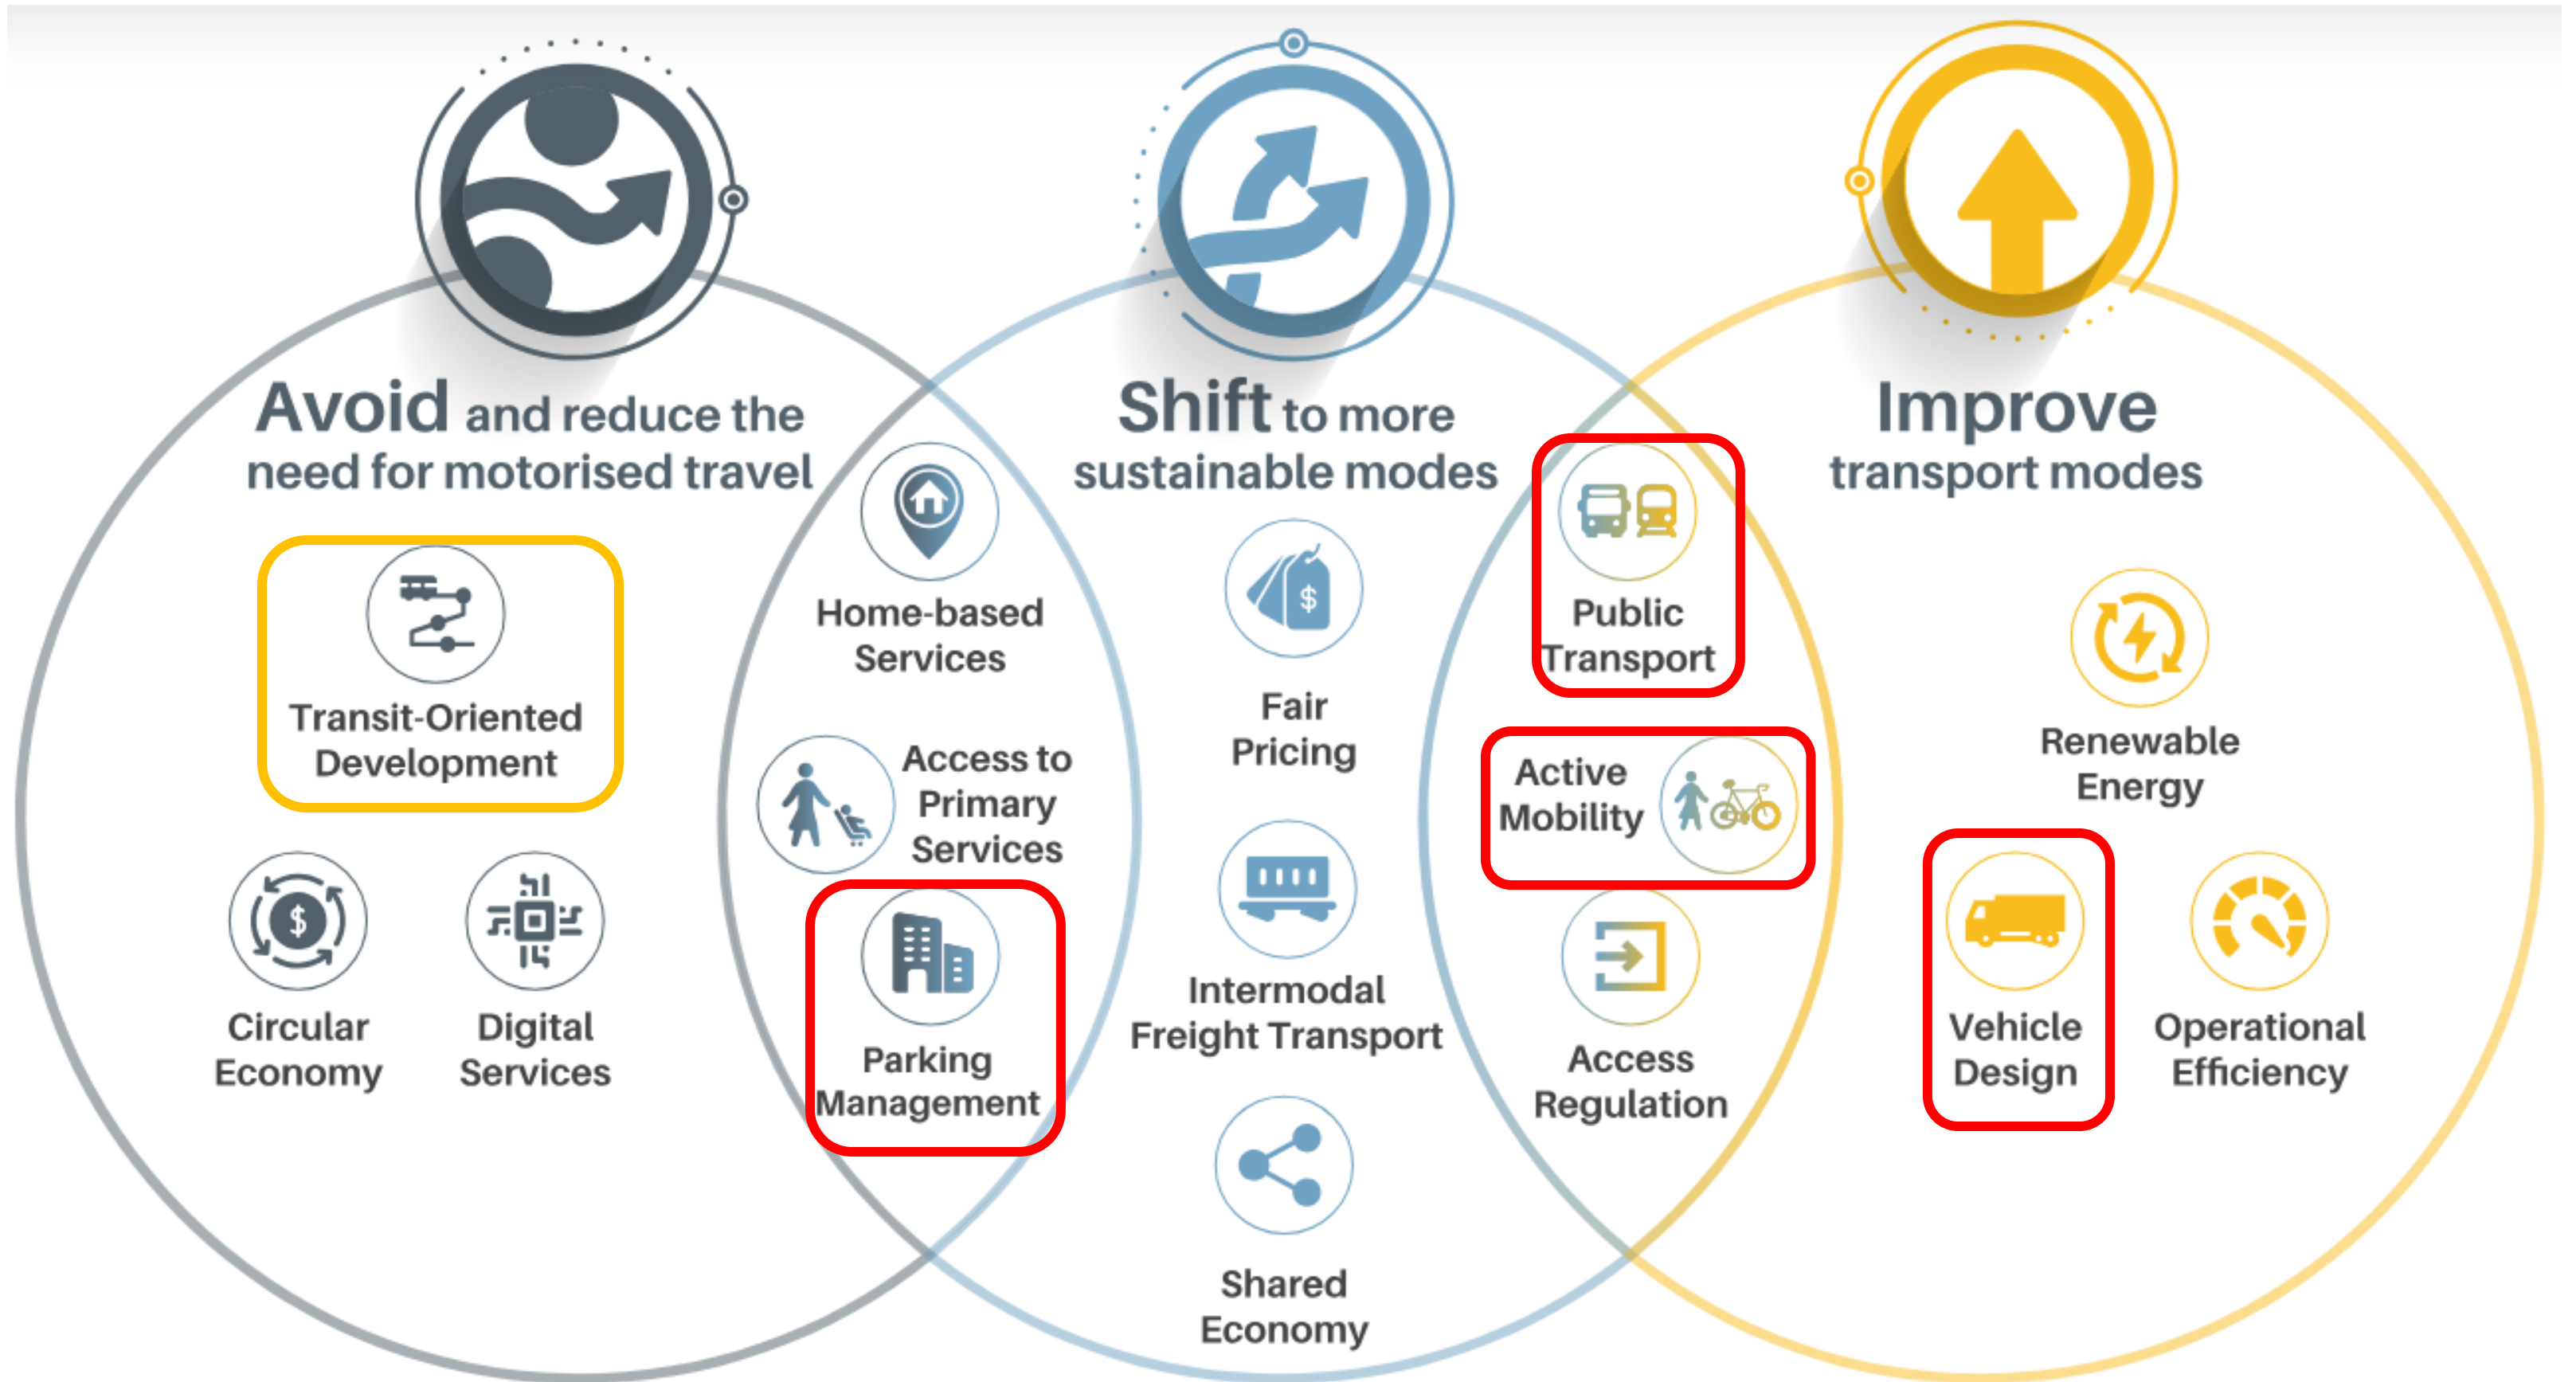 Avoid and reduce the
need for motorised travel
Transit-Oriented
Development
Circular
Economy
Digital
Services
Home-based
Services
Access to
Primary
Services
Parking
Management
Shift to more
sustainable modes
$
Fair
Pricing
Intermodal
Freight Transport
Shared
Economy
Public
Transport
Active
Mobility
Access
Regulation
Improve
transport modes
Renewable
Energy
Vehicle
Design
Operational
Efficiency
$